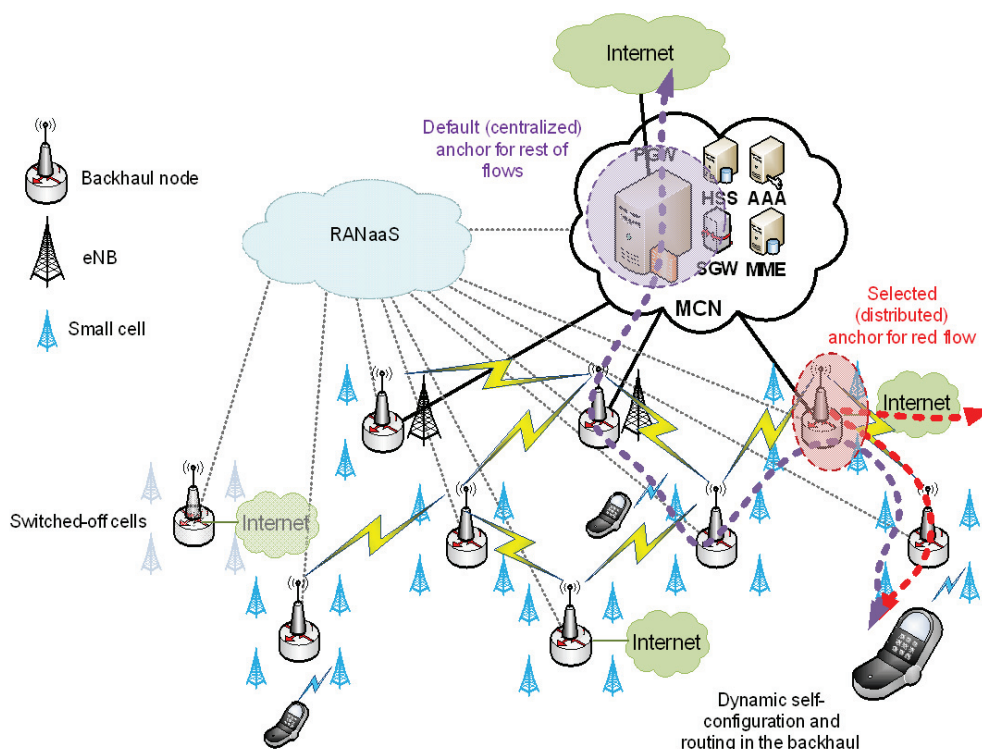 Internet
Default (centralized)
anchor for rest of
flows
PGW
HSS AAA
SGW MME
MCN
Backhaul node
RANaaS
eNB
Small cell
Selected
(distributed)
anchor for red flow
Internet
Switched-off cells
Internet
Internet
Dynamic self-
configuration and
routing in the backhaul